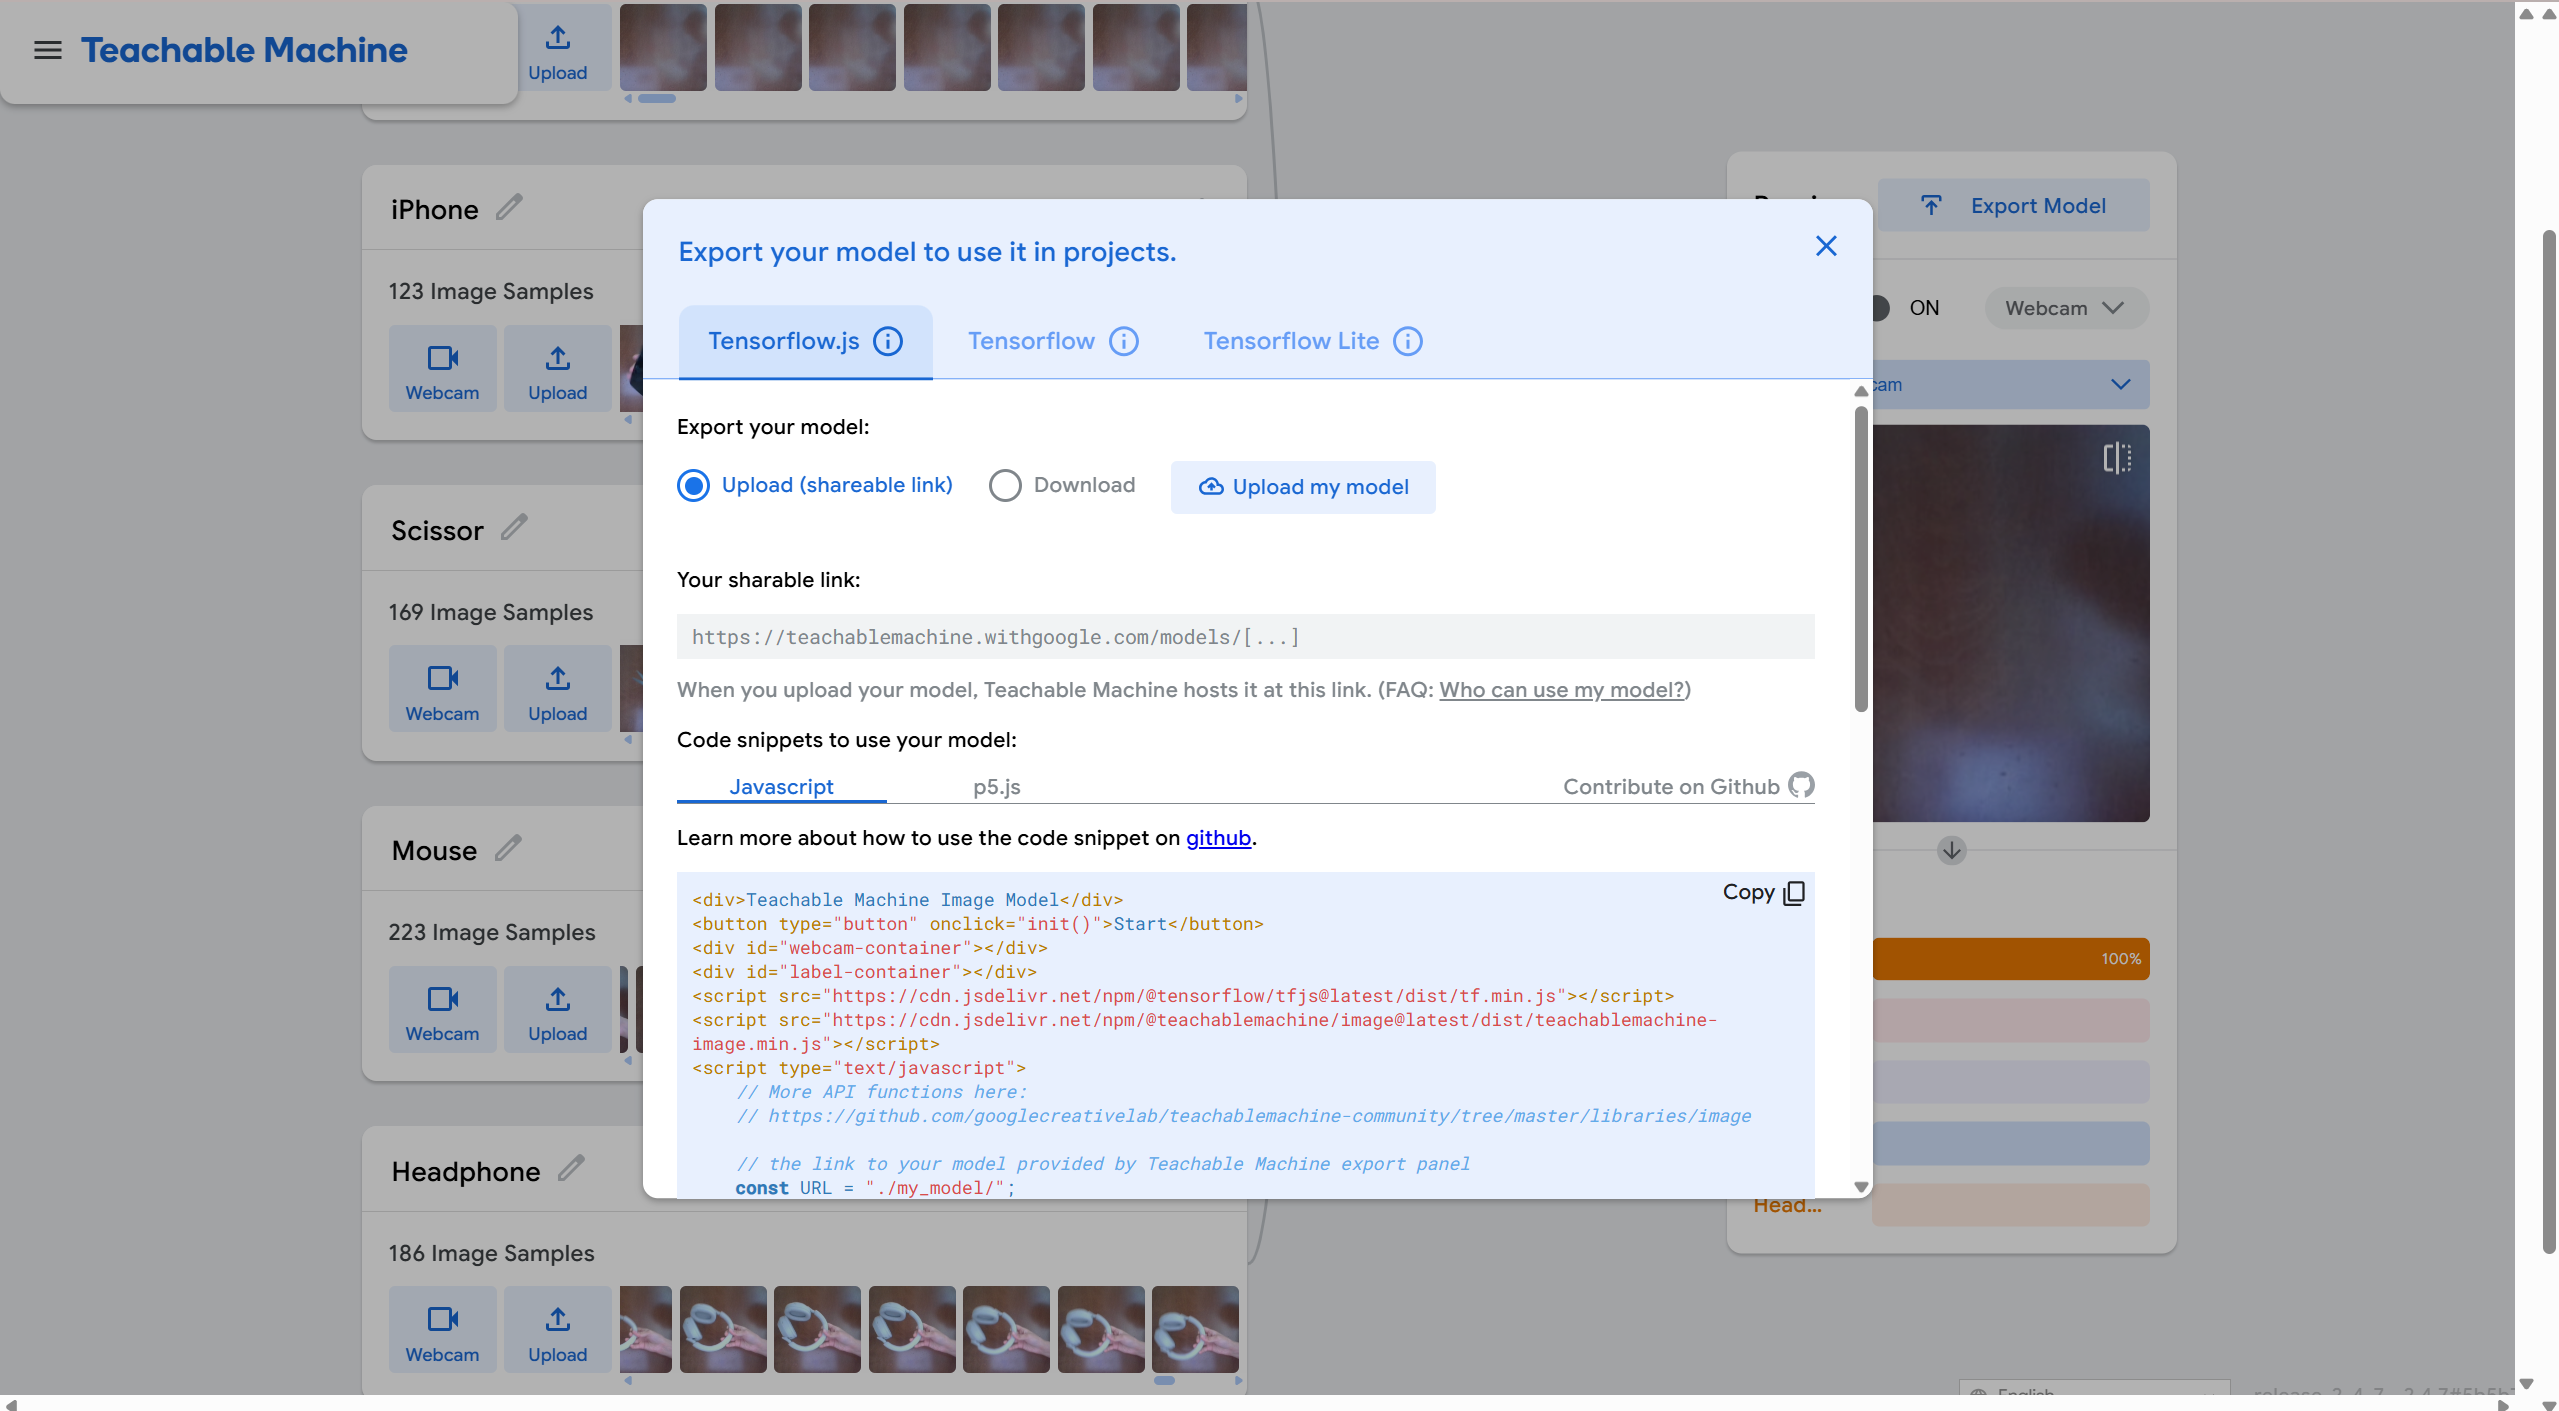 Teachable Machine
Upload
iPhone
123 Image Samples
Webcam
Upload
Scissor
169 Image Samples
Webcam
Upload
Mouse
223 Image Samples
Webcam
Upload
Headphone
186 Image Samples
Webcam
Upload
Export your model to use it in projects.
Tensorflow.js
Tensorflow
Tensorflow Lite
Export your model:
Upload (shareable link)
Download
Upload my model
Your sharable link:
https://teachablemachine.withgoogle.com/models/[...]
When you upload your model, Teachable Machine hosts it at this link. (FAQ: Who can use my model?)
Code snippets to use your model:
Javascript
p5.js
Contribute on Github
Learn more about how to use the code snippet on github.
Copy
<div>Teachable Machine Image Model</div>
<button type="button" onclick="init()">Start</button>
<div id="webcam-container"></div>
<div id="label-container"></div>
<script src="https://cdn.jsdelivr.net/npm/@tensorflow/tfjs@latest/dist/tf.min.js"></script>
<script src="https://cdn.jsdelivr.net/npm/@teachablemachine/image@latest/dist/teachablemachine-
image.min.js"></script>
<script type="text/javascript">
// More API functions here:
// https://github.com/googlecreativelab/teachablemachine-community/tree/master/libraries/image
// the link to your model provided by Teachable Machine export panel
const URL = "./my_model/";
Export Model
ON
Webcam
cam
100%
Head...
English